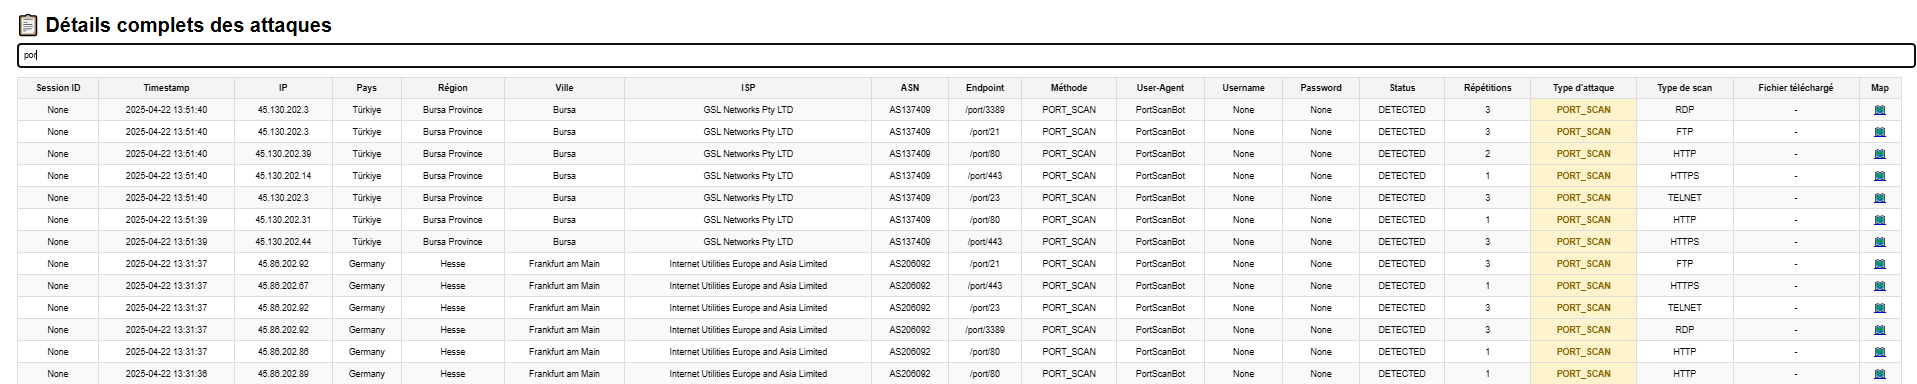 📋 Détails complets des attaques
por
Session ID Timestamp IP Pays Région Ville ISP ASN Endpoint Méthode User-Agent Username Password Status Répétitions Type d'attaque Type de scan Fichier téléchargé Map
None 2025-04-22 13:51:40 45.130.202.3 Türkiye Bursa Province Bursa GSL Networks Pty LTD AS137409 /port/3389 PORT_SCAN PortScanBot None None DETECTED 3 PORT_SCAN RDP -
None 2025-04-22 13:51:40 45.130.202.3 Türkiye Bursa Province Bursa GSL Networks Pty LTD AS137409 /port/21 PORT_SCAN PortScanBot None None DETECTED 3 PORT_SCAN FTP -
None 2025-04-22 13:51:40 45.130.202.39 Türkiye Bursa Province Bursa GSL Networks Pty LTD AS137409 /port/80 PORT_SCAN PortScanBot None None DETECTED 2 PORT_SCAN HTTP -
None 2025-04-22 13:51:40 45.130.202.14 Türkiye Bursa Province Bursa GSL Networks Pty LTD AS137409 /port/443 PORT_SCAN PortScanBot None None DETECTED 1 PORT_SCAN HTTPS -
None 2025-04-22 13:51:40 45.130.202.3 Türkiye Bursa Province Bursa GSL Networks Pty LTD AS137409 /port/23 PORT_SCAN PortScanBot None None DETECTED 3 PORT_SCAN TELNET -
None 2025-04-22 13:51:39 45.130.202.31 Türkiye Bursa Province Bursa GSL Networks Pty LTD AS137409 /port/80 PORT_SCAN PortScanBot None None DETECTED 1 PORT_SCAN HTTP -
None 2025-04-22 13:51:39 45.130.202.44 Türkiye Bursa Province Bursa GSL Networks Pty LTD AS137409 /port/443 PORT_SCAN PortScanBot None None DETECTED 3 PORT_SCAN HTTPS -
None 2025-04-22 13:31:37 45.86.202.92 Germany Hesse Frankfurt am Main Internet Utilities Europe and Asia Limited AS206092 /port/21 PORT_SCAN PortScanBot None None DETECTED 3 PORT_SCAN FTP -
None 2025-04-22 13:31:37 45.86.202.67 Germany Hesse Frankfurt am Main Internet Utilities Europe and Asia Limited AS206092 /port/443 PORT_SCAN PortScanBot None None DETECTED 1 PORT_SCAN HTTPS -
None 2025-04-22 13:31:37 45.86.202.92 Germany Hesse Frankfurt am Main Internet Utilities Europe and Asia Limited AS206092 /port/23 PORT_SCAN PortScanBot None None DETECTED 3 PORT_SCAN TELNET -
None 2025-04-22 13:31:37 45.86.202.92 Germany Hesse Frankfurt am Main Internet Utilities Europe and Asia Limited AS206092 /port/3389 PORT_SCAN PortScanBot None None DETECTED 3 PORT_SCAN RDP -
None 2025-04-22 13:31:37 45.86.202.86 Germany Hesse Frankfurt am Main Internet Utilities Europe and Asia Limited AS206092 /port/80 PORT_SCAN PortScanBot None None DETECTED 1 PORT_SCAN HTTP -
None 2025-04-22 13:31:36 45.86.202.89 Germany Hesse Frankfurt am Main Internet Utilities Europe and Asia Limited AS206092 /port/80 PORT_SCAN PortScanBot None None DETECTED 1 PORT_SCAN HTTP -